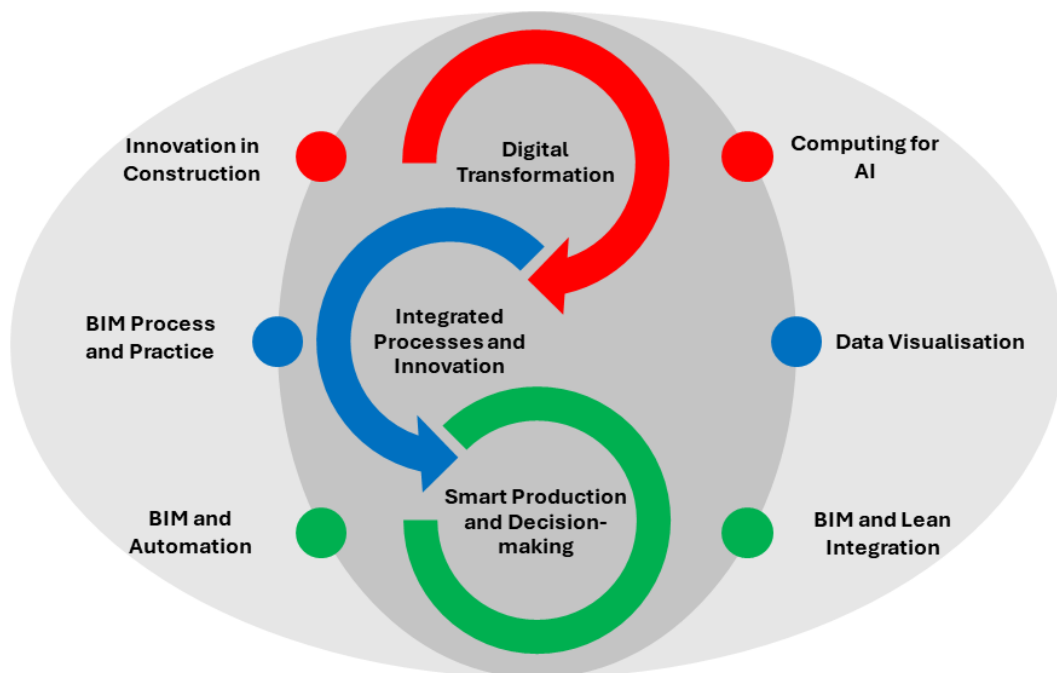 Innovation in
Construction
Digital
Transformation
Computing for
AI
BIM Process
and Practice
Integrated
Processes and
Innovation
Data Visualisation
BIM and
Automation
Smart Production
and Decision-
making
BIM and Lean
Integration